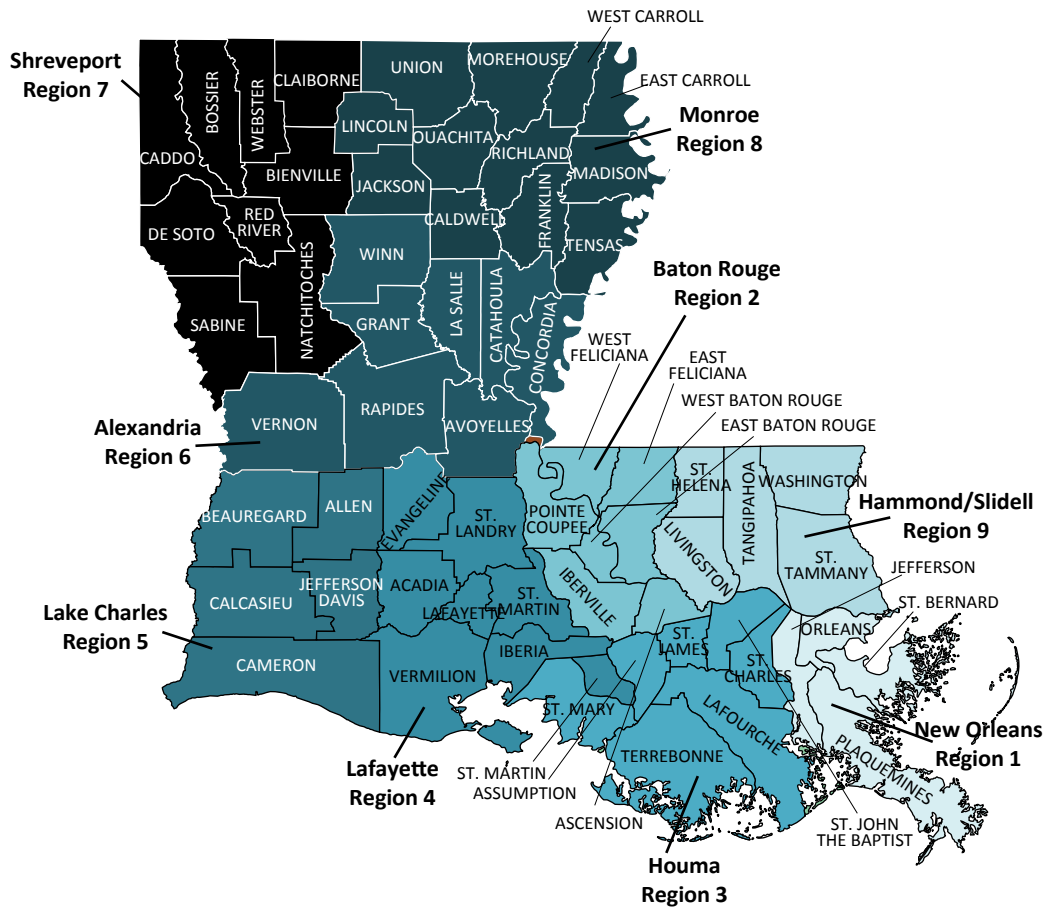 WEST CARROLL
Shreveport
Region 7
CLAIBORNE
UNION
MOREHOUSE
EAST CARROLL
BOSSIER
WEBSTER
Monroe
Region 8
LINCOLN
OUACHITA
RICHLAND
CADDO
BIENVILLE
JACKSON
MADISON
FRANKLIN
RED
RIVER
CALDWELL
DE SOTO
WINN
TENSAS
Baton Rouge
Region 2
NATCHITOCHES
LA SALLE
CATAHOULA
CONCORDIA
SABINE
GRANT
WEST
FELICIANA
EAST
FELICIANA
WEST BATON ROUGE
EAST BATON ROUGE
RAPIDES
VERNON
AVOYELLES
Alexandria
Region 6
ST.
HELENA
TANGIPAHOA
WASHINGTON
EVANGELINE
BEAUREGARD
ALLEN
ST.
LANDRY
POINTE
COUPEE
Hammond/Slidell
Region 9
LIVINGSTON
ST.
TAMMANY
JEFFERSON
IBERVILLE
CALCASIEU
JEFFERSON
DAVIS
ACADIA
LAFAYETTE
ST.
MARTIN
ST. BERNARD
ORLEANS
Lake Charles
Region 5
ST.
JAMES
IBERIA
CAMERON
VERMILION
ST.
CHARLES
ST. MARY
LAFOURCHE
New Orleans
Region 1
PLAQUEMINES
TERREBONNE
Lafayette
Region 4
ST. MARTIN
ASSUMPTION
ASCENSION
ST. JOHN
THE BAPTIST
Houma
Region 3